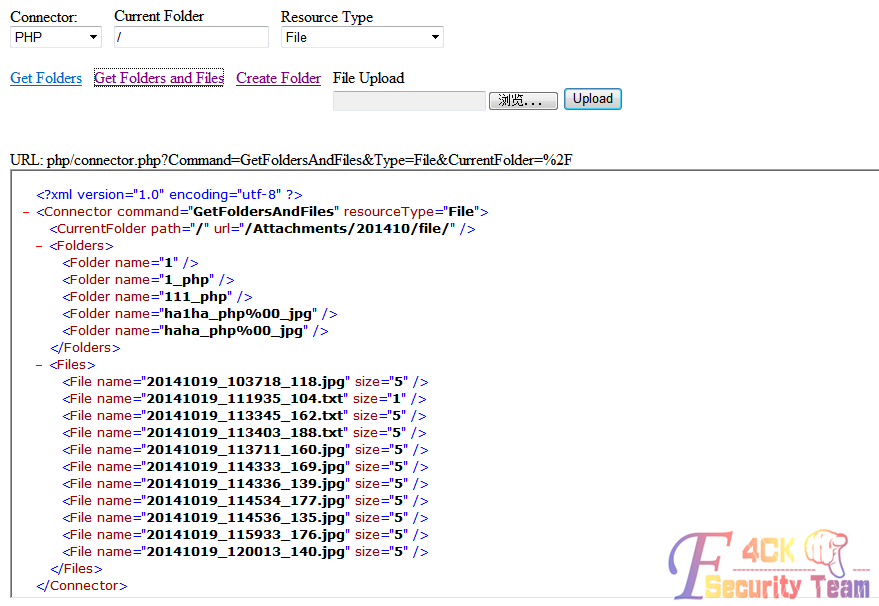 Connector: Current Folder Resource Type
PHP / File
Get Folders Get Folders and Files Create Folder File Upload
浏览... Upload
URL: php/connector.php?Command=GetFoldersAndFiles&Type=File&CurrentFolder=%2F
<?xml version="1.0" encoding="utf-8" ?>
- <Connector command="GetFoldersAndFiles" resourceType="File">
<CurrentFolder path="/" url="/Attachments/201410/file/" />
- <Folders>
<Folder name="1" />
<Folder name="1_php" />
<Folder name="111_php" />
<Folder name="ha1ha_php%00_jpg" />
<Folder name="haha_php%00_jpg" />
</Folders>
- <Files>
<File name="20141019_103718_118.jpg" size="5" />
<File name="20141019_111935_104.txt" size="1" />
<File name="20141019_113345_162.txt" size="5" />
<File name="20141019_113403_188.txt" size="5" />
<File name="20141019_113711_160.jpg" size="5" />
<File name="20141019_114333_169.jpg" size="5" />
<File name="20141019_114336_139.jpg" size="5" />
<File name="20141019_114534_177.jpg" size="5" />
<File name="20141019_114536_135.jpg" size="5" />
<File name="20141019_115933_176.jpg" size="5" />
<File name="20141019_120013_140.jpg" size="5" />
</Files>
</Connector>
F 4CK
Security Team